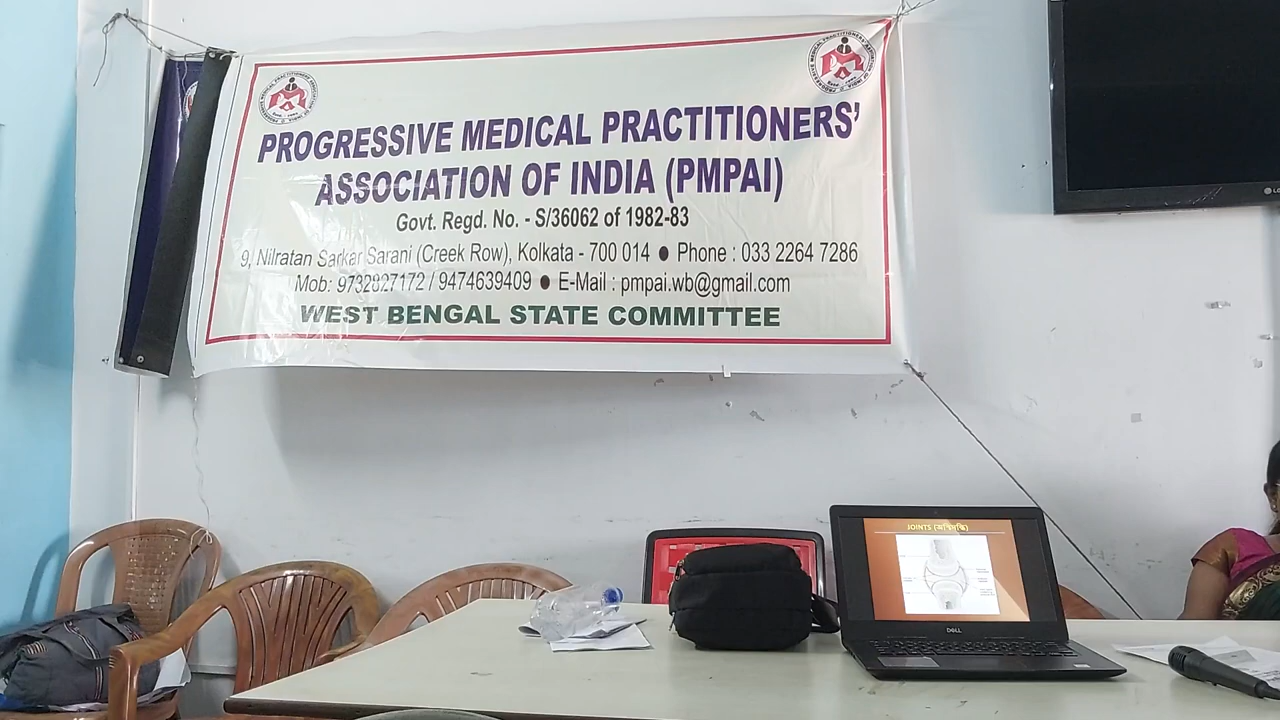 PROGRESSIVE MEDICAL PRACTITIONERS'
ASSOCIATION OF INDIA (PMPAI)
Govt. Regd. No. - S/36062 of 1982-83
9, Nilratan Sarkar Sarani (Creek Row), Kolkata - 700 014 ● Phone : 033 2264 7286
Mob: 9732827172 / 9474639409 ● E-Mail : pmpai.wb@gmail.com
WEST BENGAL STATE COMMITTEE
LG
JOINTS
DELL